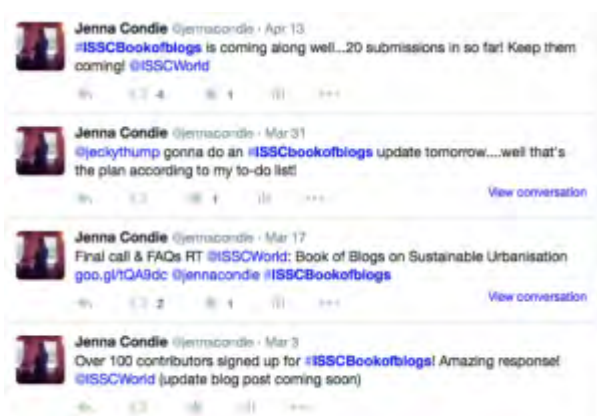 Jenna Condie @jennacondie · Apr 13
#ISSCBookofblogs is coming along well...20 submissions in so far! Keep them
coming! @ISSCWorld
4 1
Jenna Condie @jennacondie · Mar 31
@jeckythump gonna do an #ISSCbookofblogs update tomorrow....well that's
the plan according to my to-do list!
1
View conversation
Jenna Condie @jennacondie · Mar 17
Final call & FAQs RT @ISSCWorld: Book of Blogs on Sustainable Urbanisation
goo.gl/tQA9dc @jennacondie #ISSCBookofblogs
2 1
View conversation
Jenna Condie @jennacondie · Mar 3
Over 100 contributors signed up for #ISSCBookofblogs! Amazing response!
@ISSCWorld (update blog post coming soon)